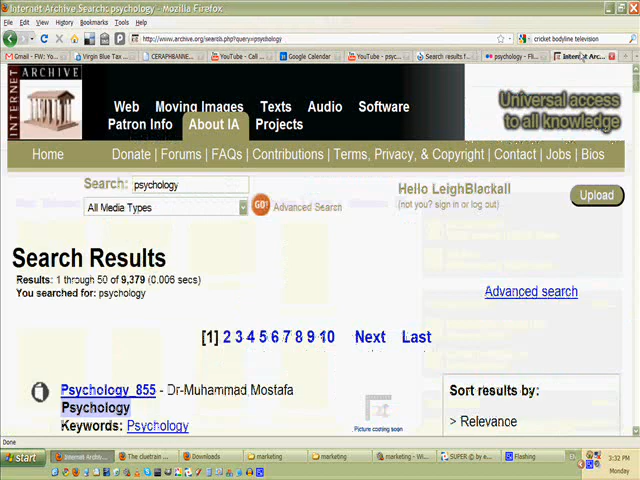 Internet Archive Search: psychology - Mozilla Firefox
File Edit View History Bookmarks Tools Help
http://www.archive.org/search.php?query=psychology
cricket bodyline television
Gmail - FW: Yo...
Virgin Blue Tax ...
CERAPHBANNE...
YouTube - Call ...
Google Calendar
YouTube - psyc...
Search results f...
psychology - Fli...
Internet Arc...
INTERNET ARCHIVE
Web Moving Images Texts Audio Software
Patron Info About IA Projects
Universal access
to all knowledge
Home Donate | Forums | FAQs | Contributions | Terms, Privacy, & Copyright | Contact | Jobs | Bios
Search: psychology
All Media Types GO! Advanced Search
Hello LeighBlackall
(not you? sign in or log out)
Upload
Search Results
Results: 1 through 50 of 9,379 (0.006 secs)
You searched for: psychology
Advanced search
[1] 2 3 4 5 6 7 8 9 10 Next Last
Psychology_855 - Dr-Muhammad Mostafa
Psychology
Keywords: Psychology
Picture coming soon
Sort results by:
> Relevance
Done
start
Internet Archiv...
The cluetrain ...
Downloads
marketing
marketing
marketing - Wi...
SUPER © by e...
Flashing
3:32 PM
Monday